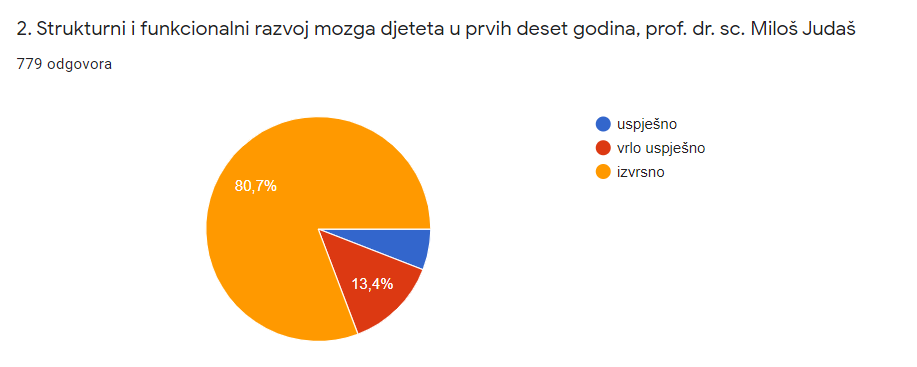 2. Strukturni i funkcionalni razvoj mozga djeteta u prvih deset godina, prof. dr. sc. Miloš Judaš
779 odgovora
uspješno
vrlo uspješno
izvrsno
80,7%
13,4%